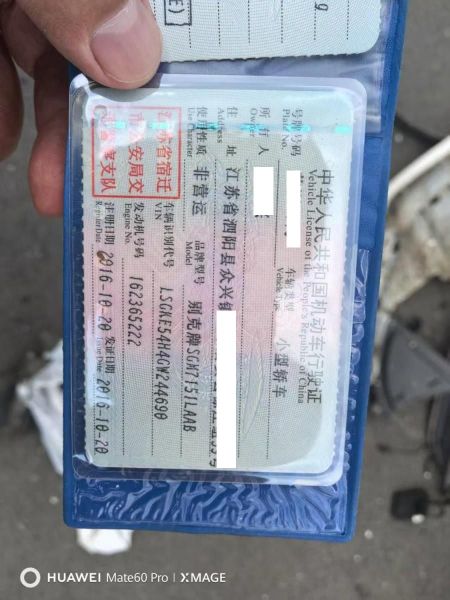 中华人民共和国机动车行驶证
Vehicle License of the People's Republic of China
号牌号码 车辆类型 小型轿车
Plate No. Vehicle Type
所有人
Owner
住址 江苏省泗阳县众兴镇
Address
使用性质 非营运 品牌型号 别克牌SGM7151LAAB
Use Character Model
江苏省宿迁
市公安局交
车辆识别代号 LSGKE54H4GW244690
VIN
发动机号码 162365222
Engine No.
注册日期 2016-10-20 发证日期 2016-10-20
Register Date Issue Date
HUAWEI Mate60 Pro | XMAGE